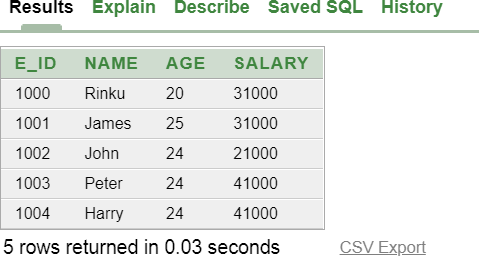 Results Explain Describe Saved SQL History
E_ID NAME AGE SALARY
1000 Rinku 20 31000
1001 James 25 31000
1002 John 24 21000
1003 Peter 24 41000
1004 Harry 24 41000
5 rows returned in 0.03 seconds CSV Export